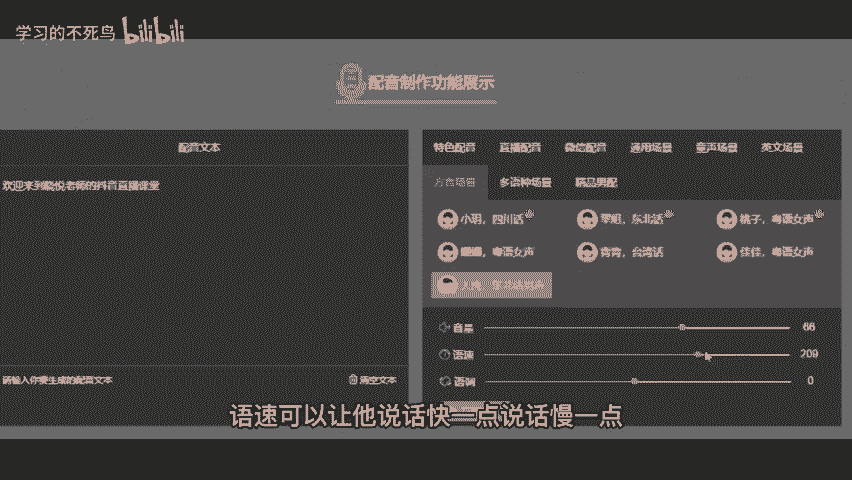 学习的不死鸟 bilibili
配音制作功能展示
配音文本
欢迎来到晓悦老师的抖音直播课堂
请输入你要生成的配音文本
清空文本
特色配音 直播配音 微信配音 通用场景 童声场景 英文场景
方言场景 多语种场景 精品男配
小玥，四川话 翠姐，东北话 桃子，粤语女声
粤语女声 青青，台湾话 佳佳，粤语女声
音量 66
语速 209
语调 0
语速可以让他说话快一点说话慢一点